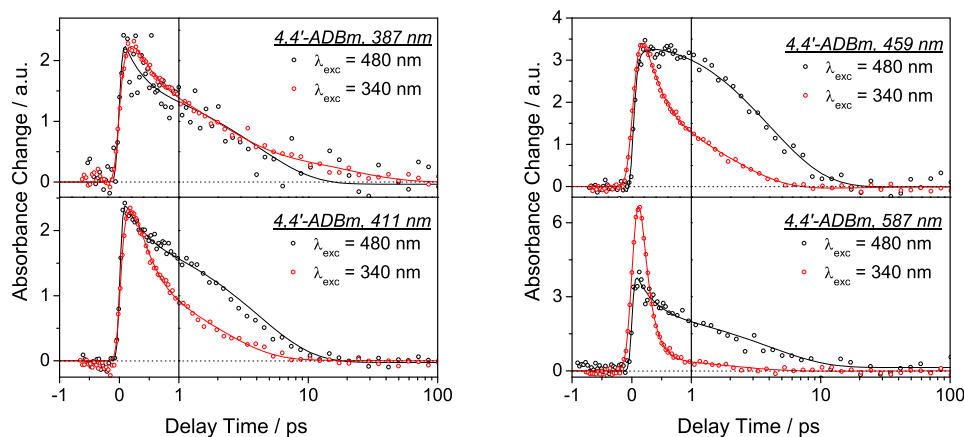 4,4'-ADBm, 387 nm
λexc = 480 nm
λexc = 340 nm
2
1
0
Absorbance Change / a.u.
4,4'-ADBm, 411 nm
λexc = 480 nm
λexc = 340 nm
2
1
0
-1 0 1 10 100
Delay Time / ps
4,4'-ADBm, 459 nm
λexc = 480 nm
λexc = 340 nm
4
3
2
1
0
Absorbance Change / a.u.
4,4'-ADBm, 587 nm
λexc = 480 nm
λexc = 340 nm
6
3
0
-1 0 1 10 100
Delay Time / ps